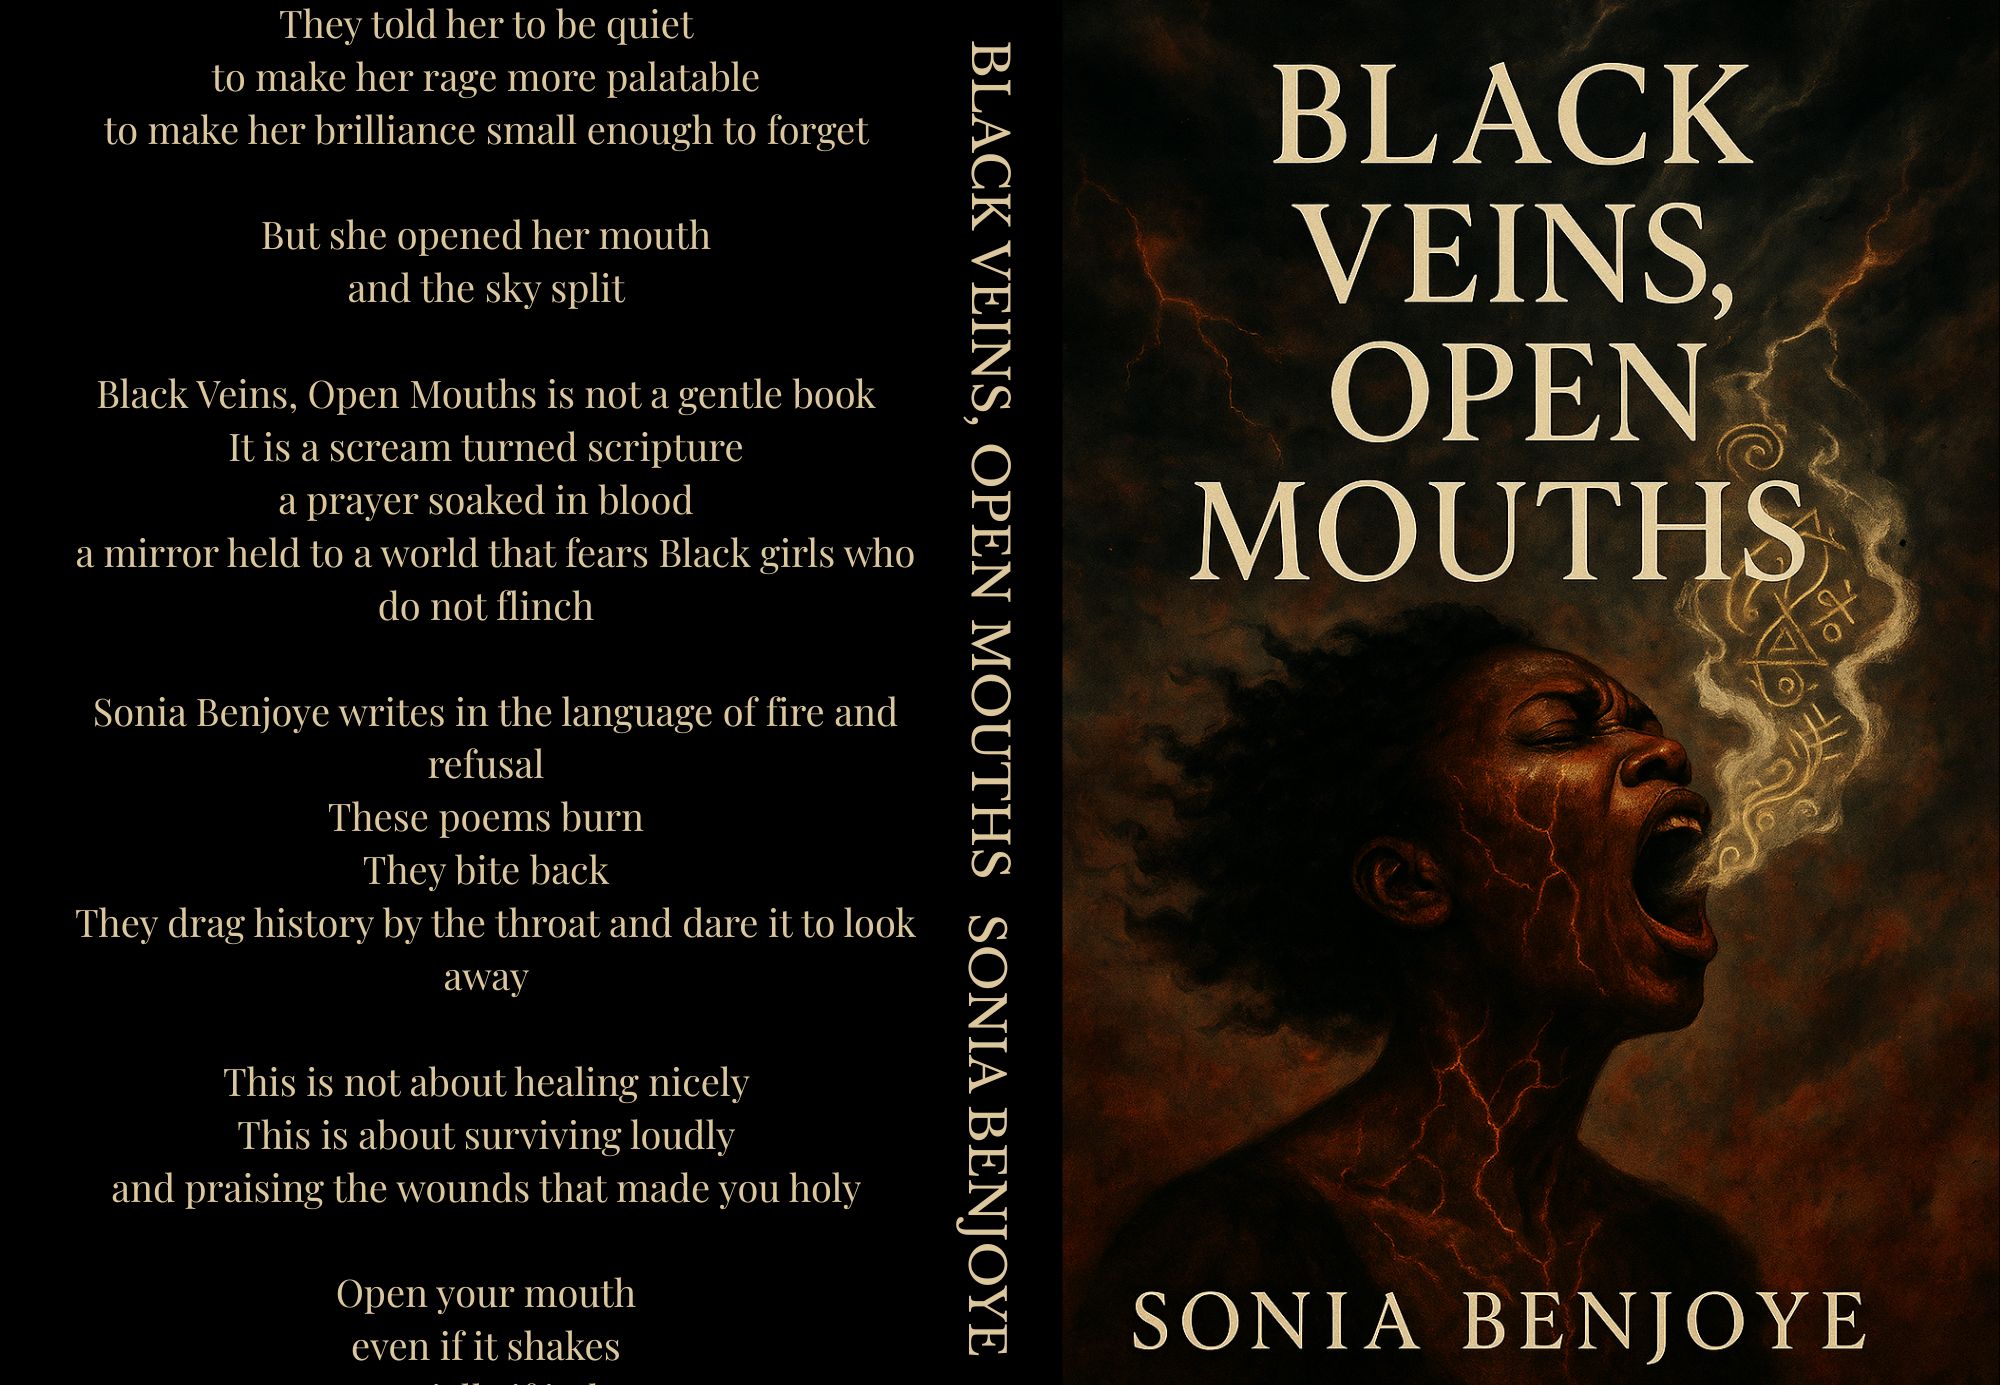 They told her to be quiet
to make her rage more palatable
to make her brilliance small enough to forget
But she opened her mouth
and the sky split
Black Veins, Open Mouths is not a gentle book
It is a scream turned scripture
a prayer soaked in blood
a mirror held to a world that fears Black girls who
do not flinch
Sonia Benjoye writes in the language of fire and
refusal
These poems burn
They bite back
They drag history by the throat and dare it to look
away
This is not about healing nicely
This is about surviving loudly
and praising the wounds that made you holy
Open your mouth
even if it shakes
BLACK VEINS, OPEN MOUTHS SONIA BENJOYE
BLACK
VEINS,
OPEN
MOUTHS
SONIA BENJOYE